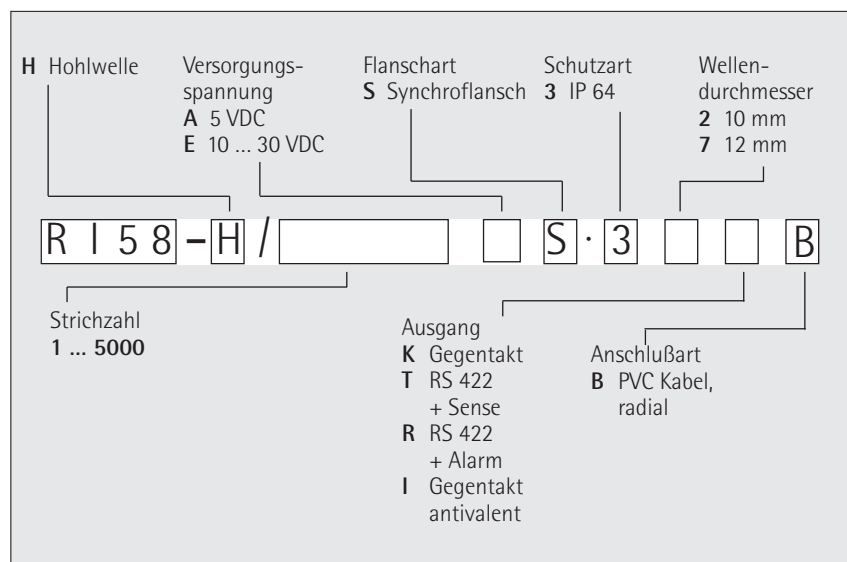 H Hohlwelle
Versorgungs-
spannung
A 5 VDC
E 10 ... 30 VDC
Flanschart
S Synchroflansch
Schutzart
3 IP 64
Wellen-
durchmesser
2 10 mm
7 12 mm
R I 5 8 – H / S · 3 B
Strichzahl
1 ... 5000
Ausgang
K Gegentakt
T RS 422
+ Sense
R RS 422
+ Alarm
I Gegentakt
antivalent
Anschlußart
B PVC Kabel,
radial